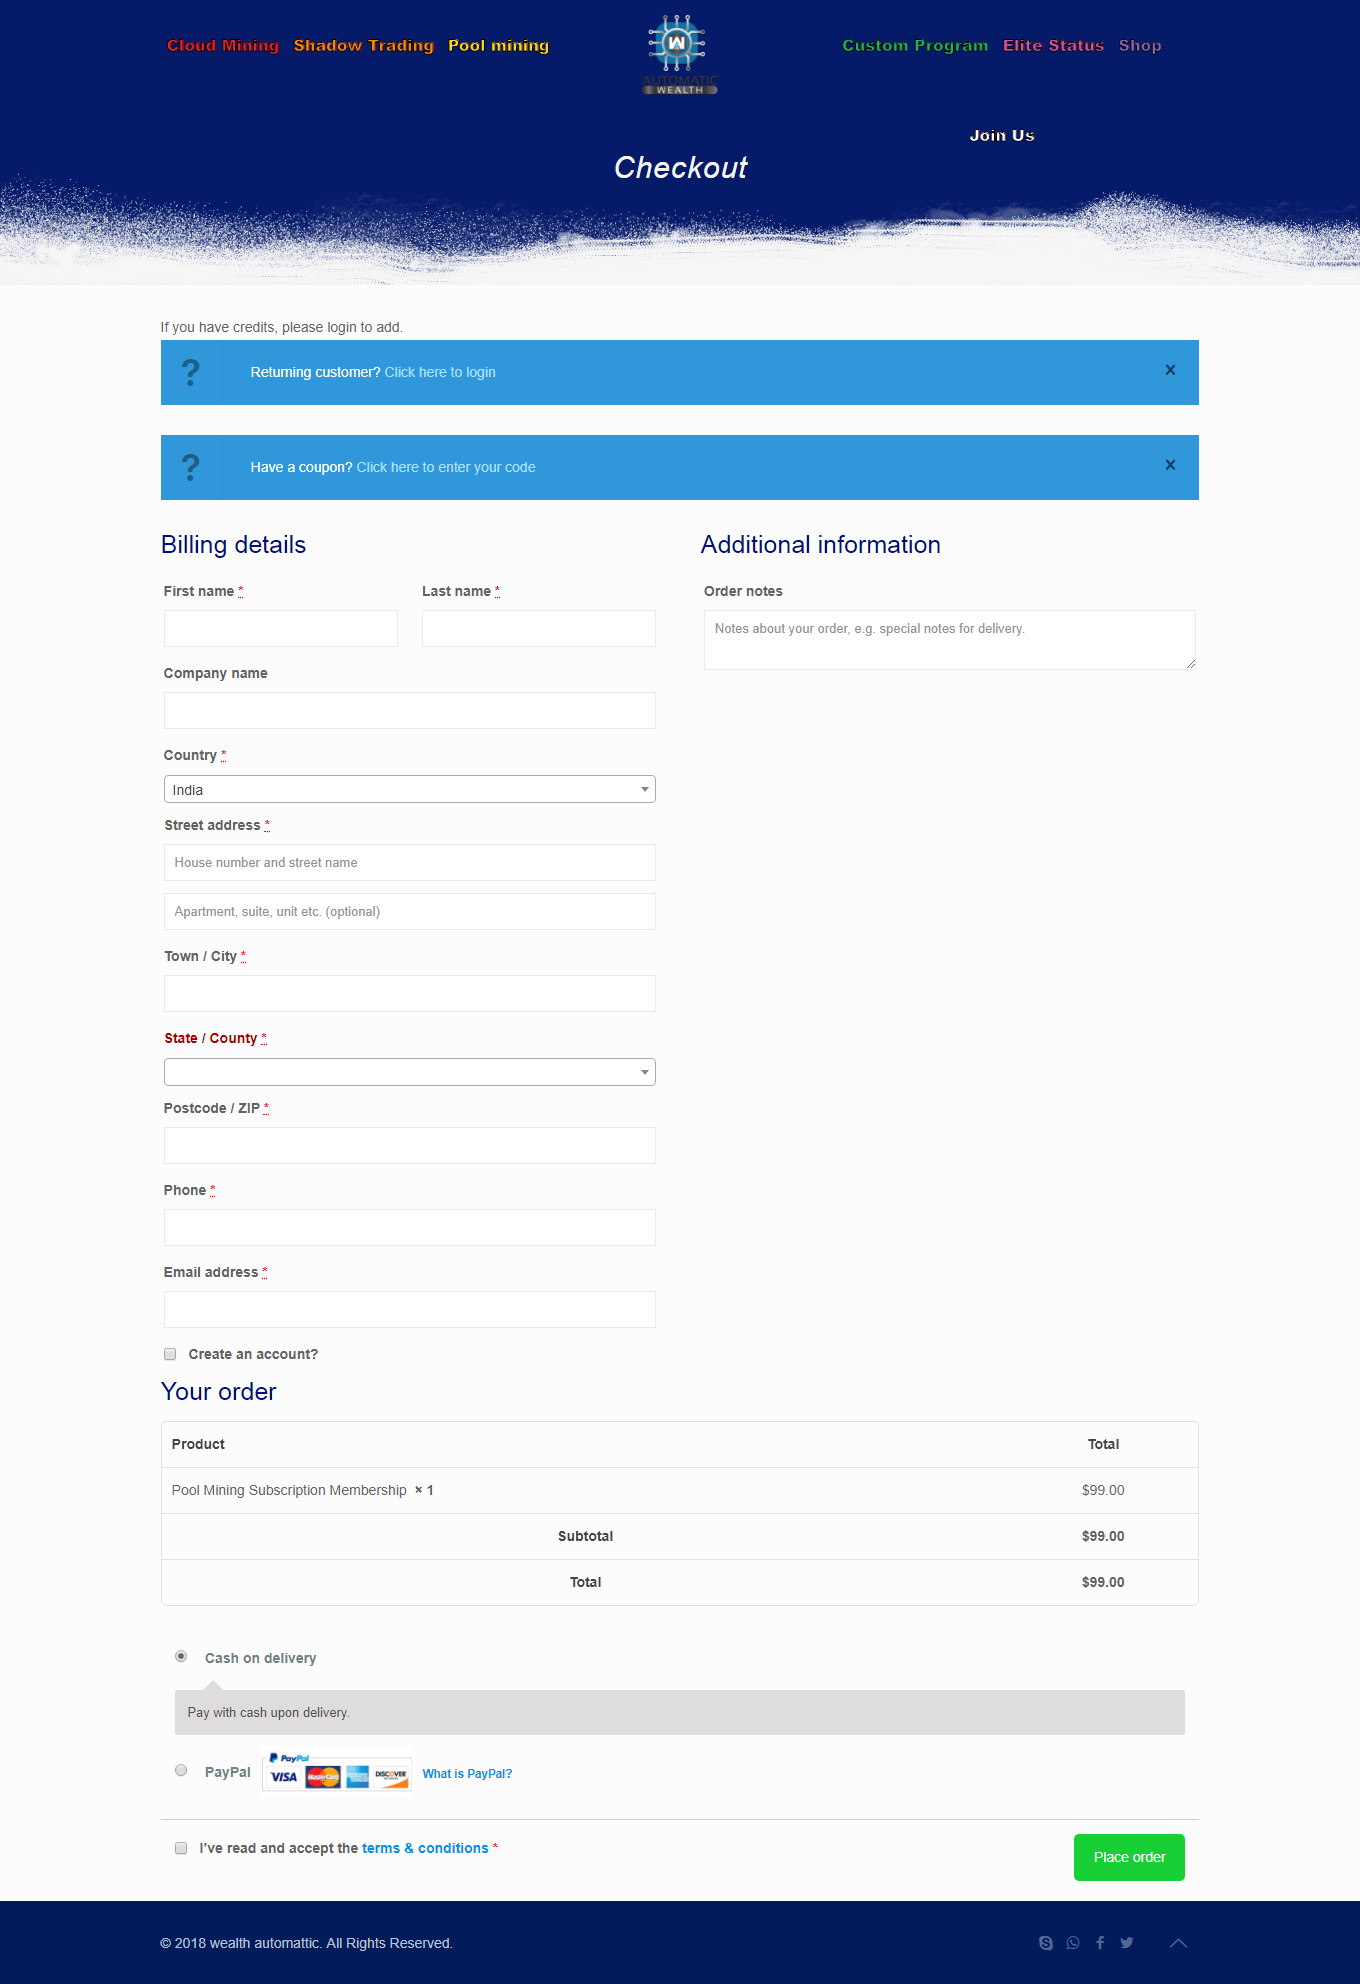 Cloud Mining Shadow Trading Pool mining
AUTOMATIC
WEALTH
Custom Program Elite Status Shop
Join Us
Checkout
If you have credits, please login to add.
? Returning customer? Click here to login ×
? Have a coupon? Click here to enter your code ×
Billing details
First name * Last name *
Company name
Country *
India
Street address *
House number and street name
Apartment, suite, unit etc. (optional)
Town / City *
State / County *
Postcode / ZIP *
Phone *
Email address *
Create an account?
Additional information
Order notes
Notes about your order, e.g. special notes for delivery.
Your order
Product Total
Pool Mining Subscription Membership × 1 $99.00
Subtotal $99.00
Total $99.00
Cash on delivery
Pay with cash upon delivery.
PayPal PayPal VISA MasterCard AMERICAN EXPRESS DISCOVER What is PayPal?
I've read and accept the terms & conditions *
Place order
© 2018 wealth automattic. All Rights Reserved.